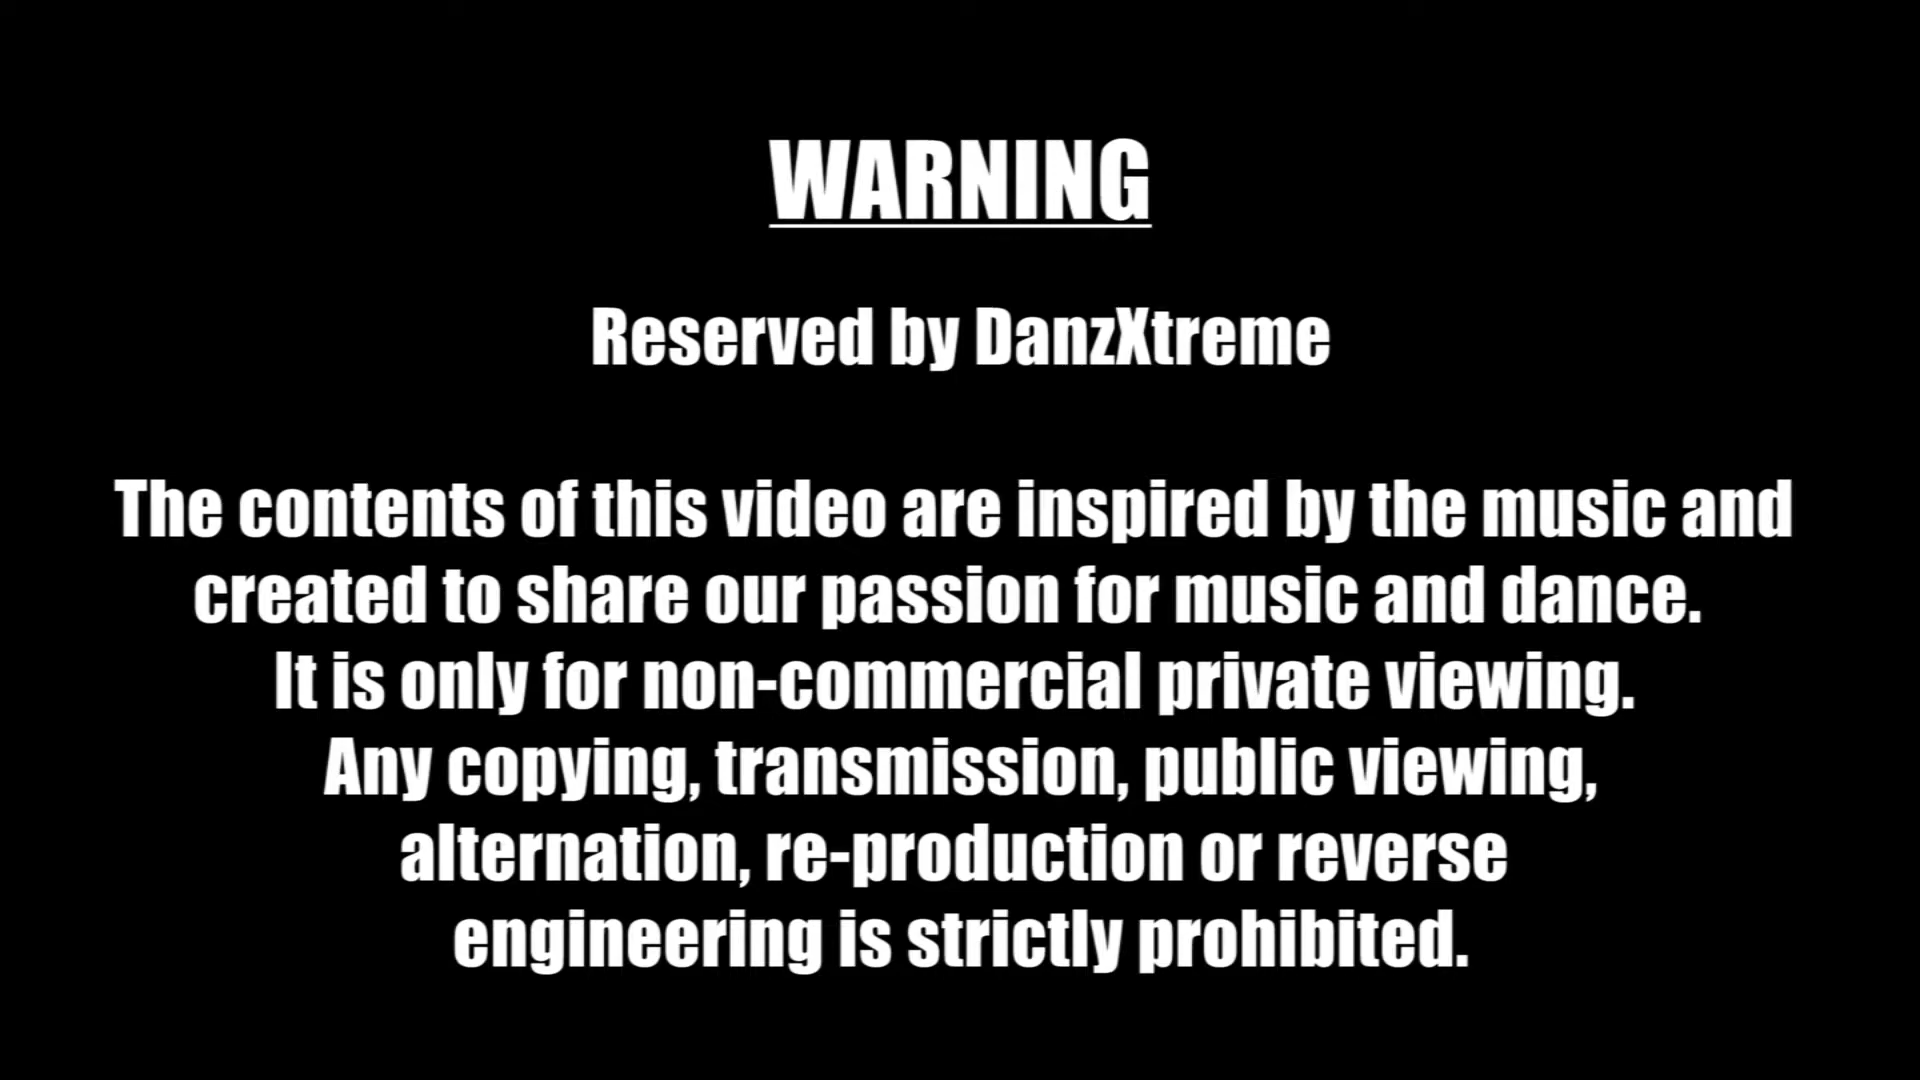 WARNING
Reserved by DanzXtreme
The contents of this video are inspired by the music and
created to share our passion for music and dance.
It is only for non-commercial private viewing.
Any copying, transmission, public viewing,
alternation, re-production or reverse
engineering is strictly prohibited.